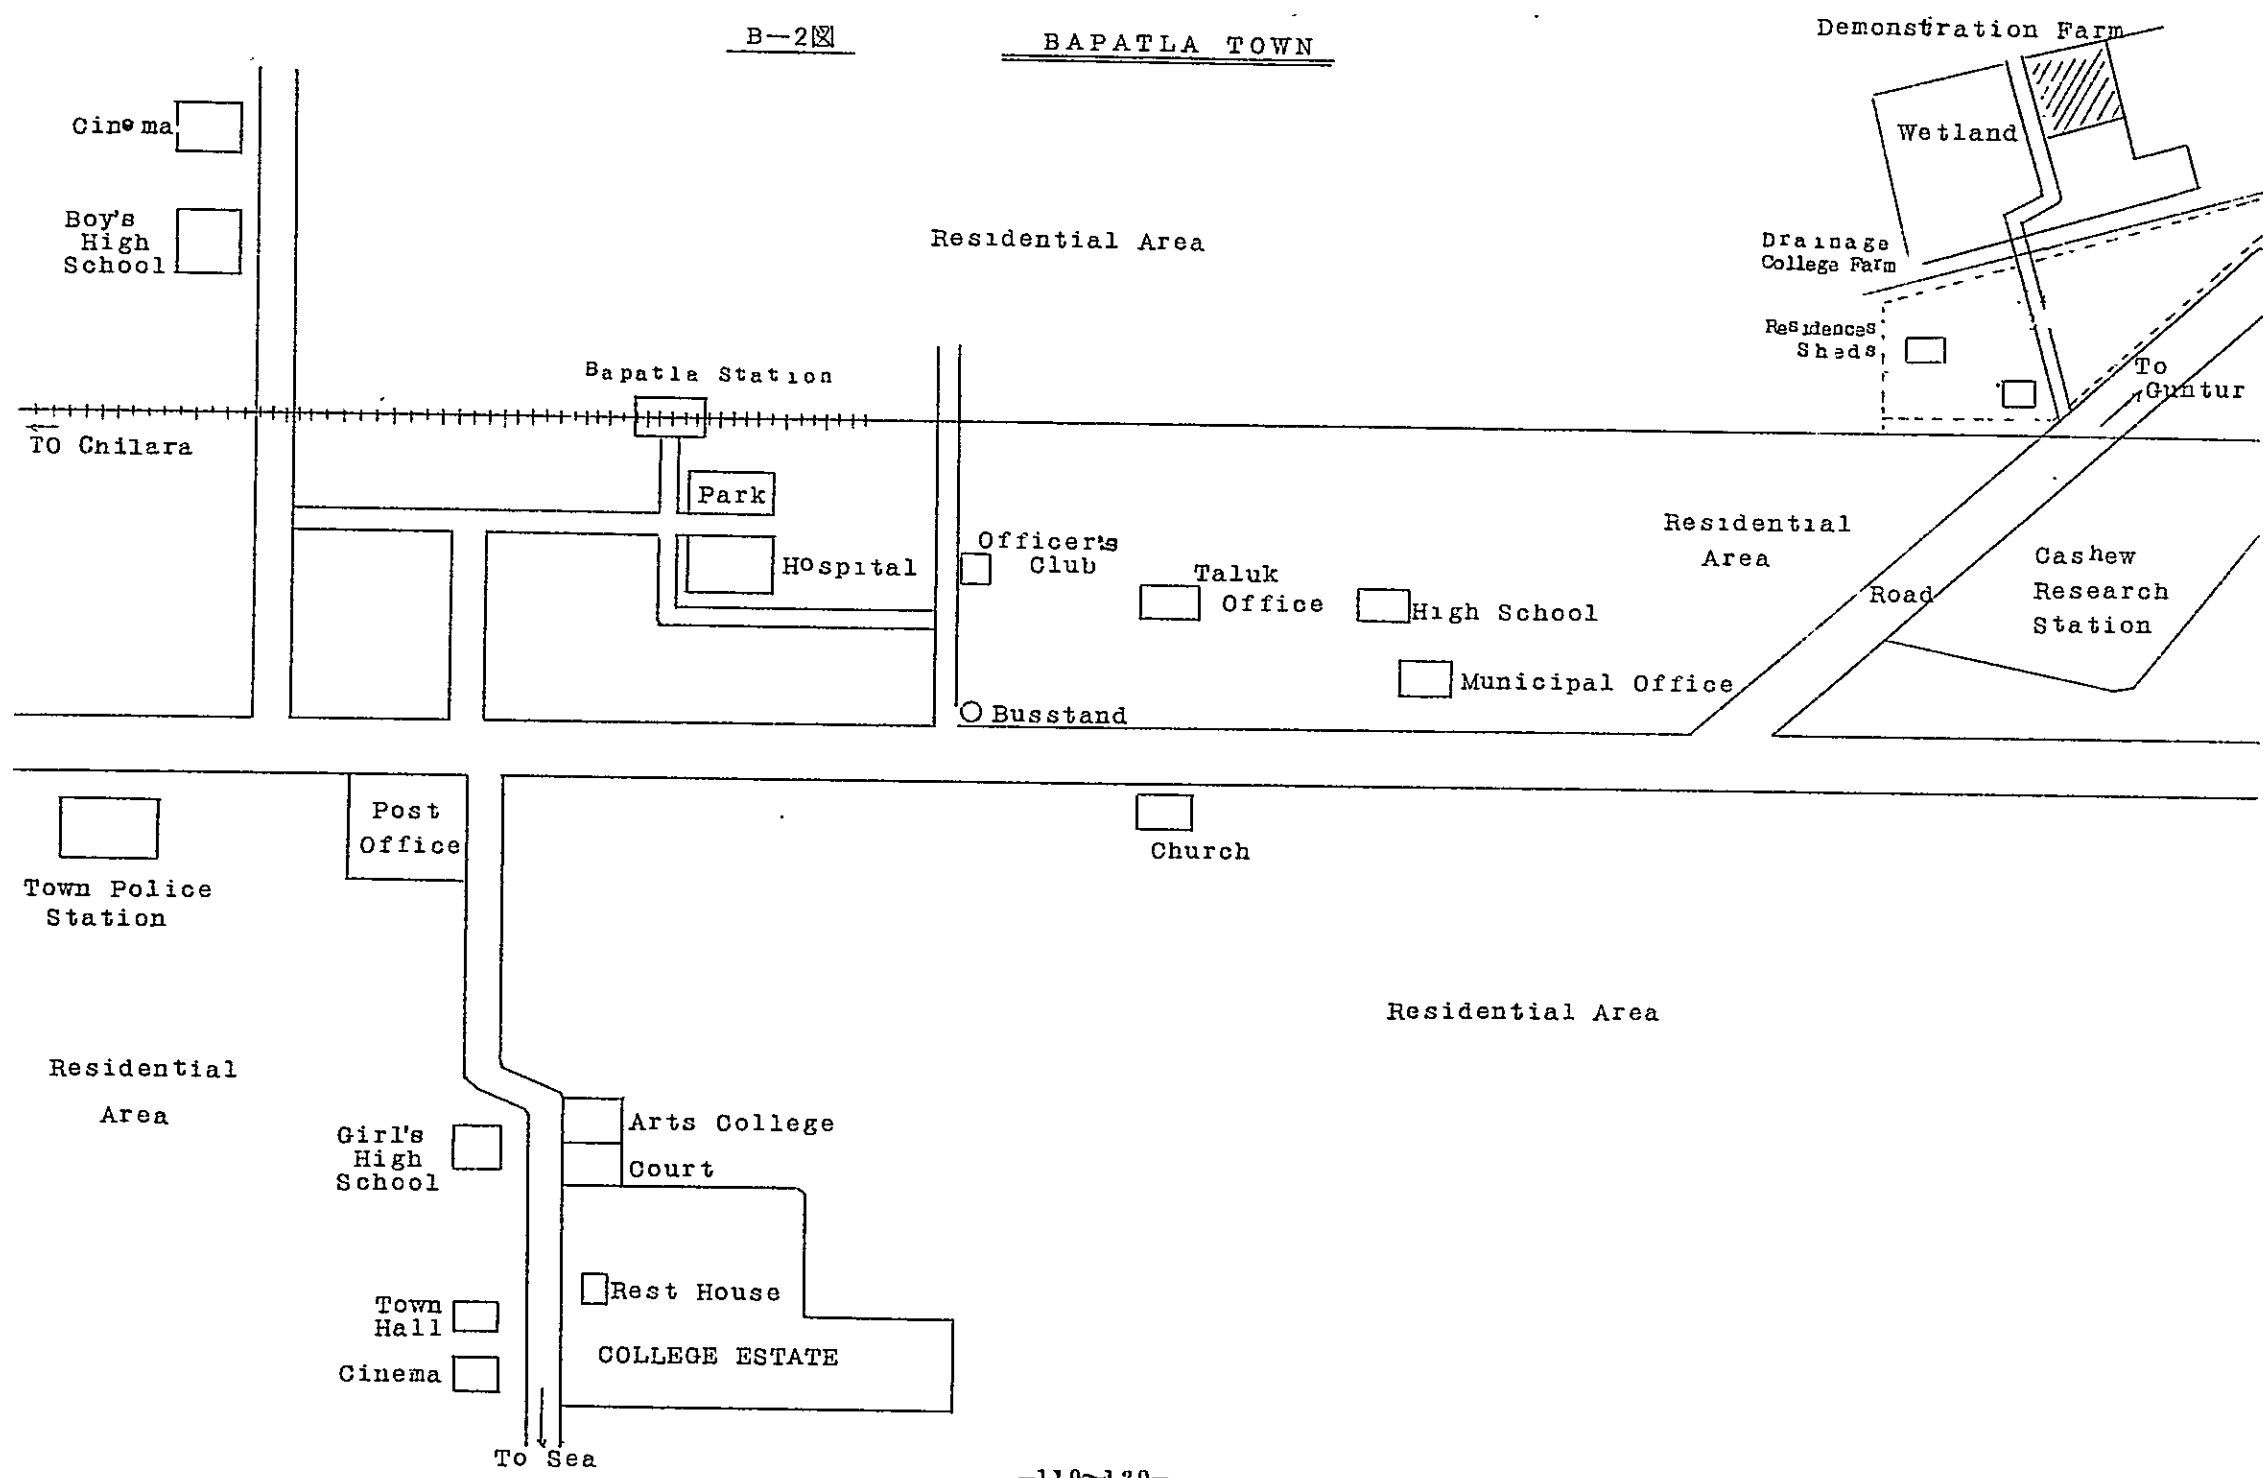 B—2図
BAPATLA TOWN
Demonstration Farm
Cinema
Wetland
Boy's
High
School
Residential Area
Drainage
College Farm
Residences
Sheds
Bapatla Station
To
Guntur
TO Chilara
Park
Hospital
Officer's
Club
Taluk
Office
High School
Residential
Area
Road
Cashew
Research
Station
Municipal Office
Busstand
Post
Office
Church
Town Police
Station
Residential Area
Residential
Area
Girl's
High
School
Arts College
Court
Rest House
Town
Hall
COLLEGE ESTATE
Cinema
To Sea
—119~120—